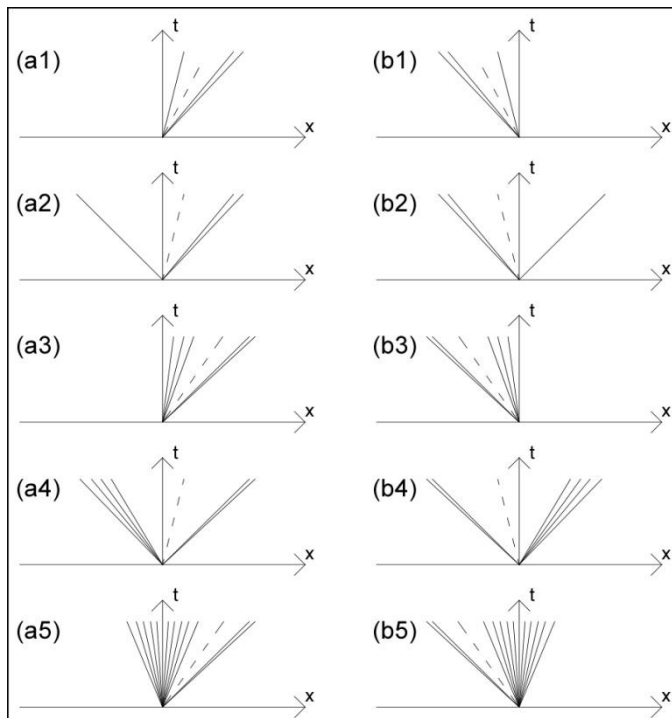 t
(a1)
x
t
(b1)
x
t
(a2)
x
t
(b2)
x
t
(a3)
x
t
(b3)
x
t
(a4)
x
t
(b4)
x
t
(a5)
x
t
(b5)
x